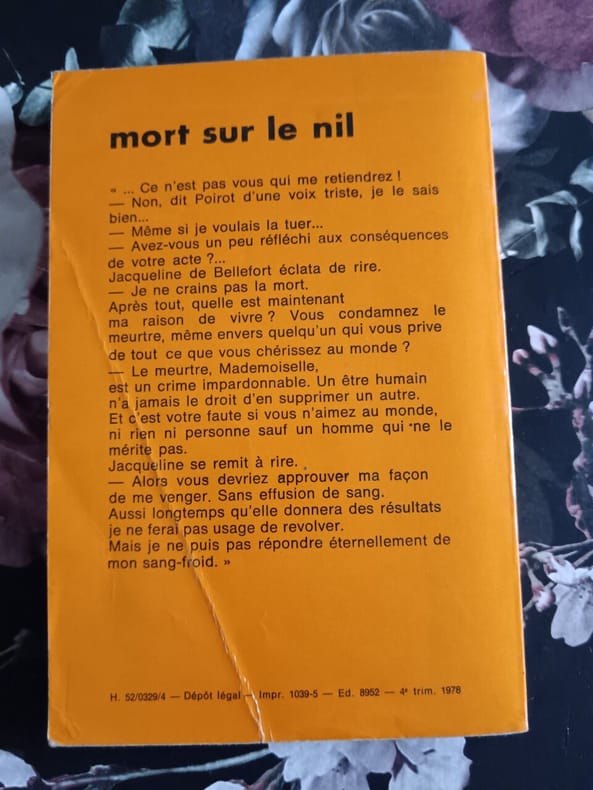 mort sur le nil
« ... Ce n'est pas vous qui me retiendrez !
— Non, dit Poirot d'une voix triste, je le sais
bien...
— Même si je voulais la tuer...
— Avez-vous un peu réfléchi aux conséquences
de votre acte ?...
Jacqueline de Bellefort éclata de rire.
— Je ne crains pas la mort.
Après tout, quelle est maintenant
ma raison de vivre ? Vous condamnez le
meurtre, même envers quelqu'un qui vous prive
de tout ce que vous chérissez au monde ?
— Le meurtre, Mademoiselle,
est un crime impardonnable. Un être humain
n'a jamais le droit d'en supprimer un autre.
Et c'est votre faute si vous n'aimez au monde,
ni rien ni personne sauf un homme qui ne le
mérite pas.
Jacqueline se remit à rire.
— Alors vous devriez approuver ma façon
de me venger. Sans effusion de sang.
Aussi longtemps qu'elle donnera des résultats
je ne ferai pas usage de revolver.
Mais je ne puis pas répondre éternellement de
mon sang-froid. »
H. 52/0329/4 — Dépôt légal — Impr. 1039-5 — Ed. 8952 — 4e trim. 1978